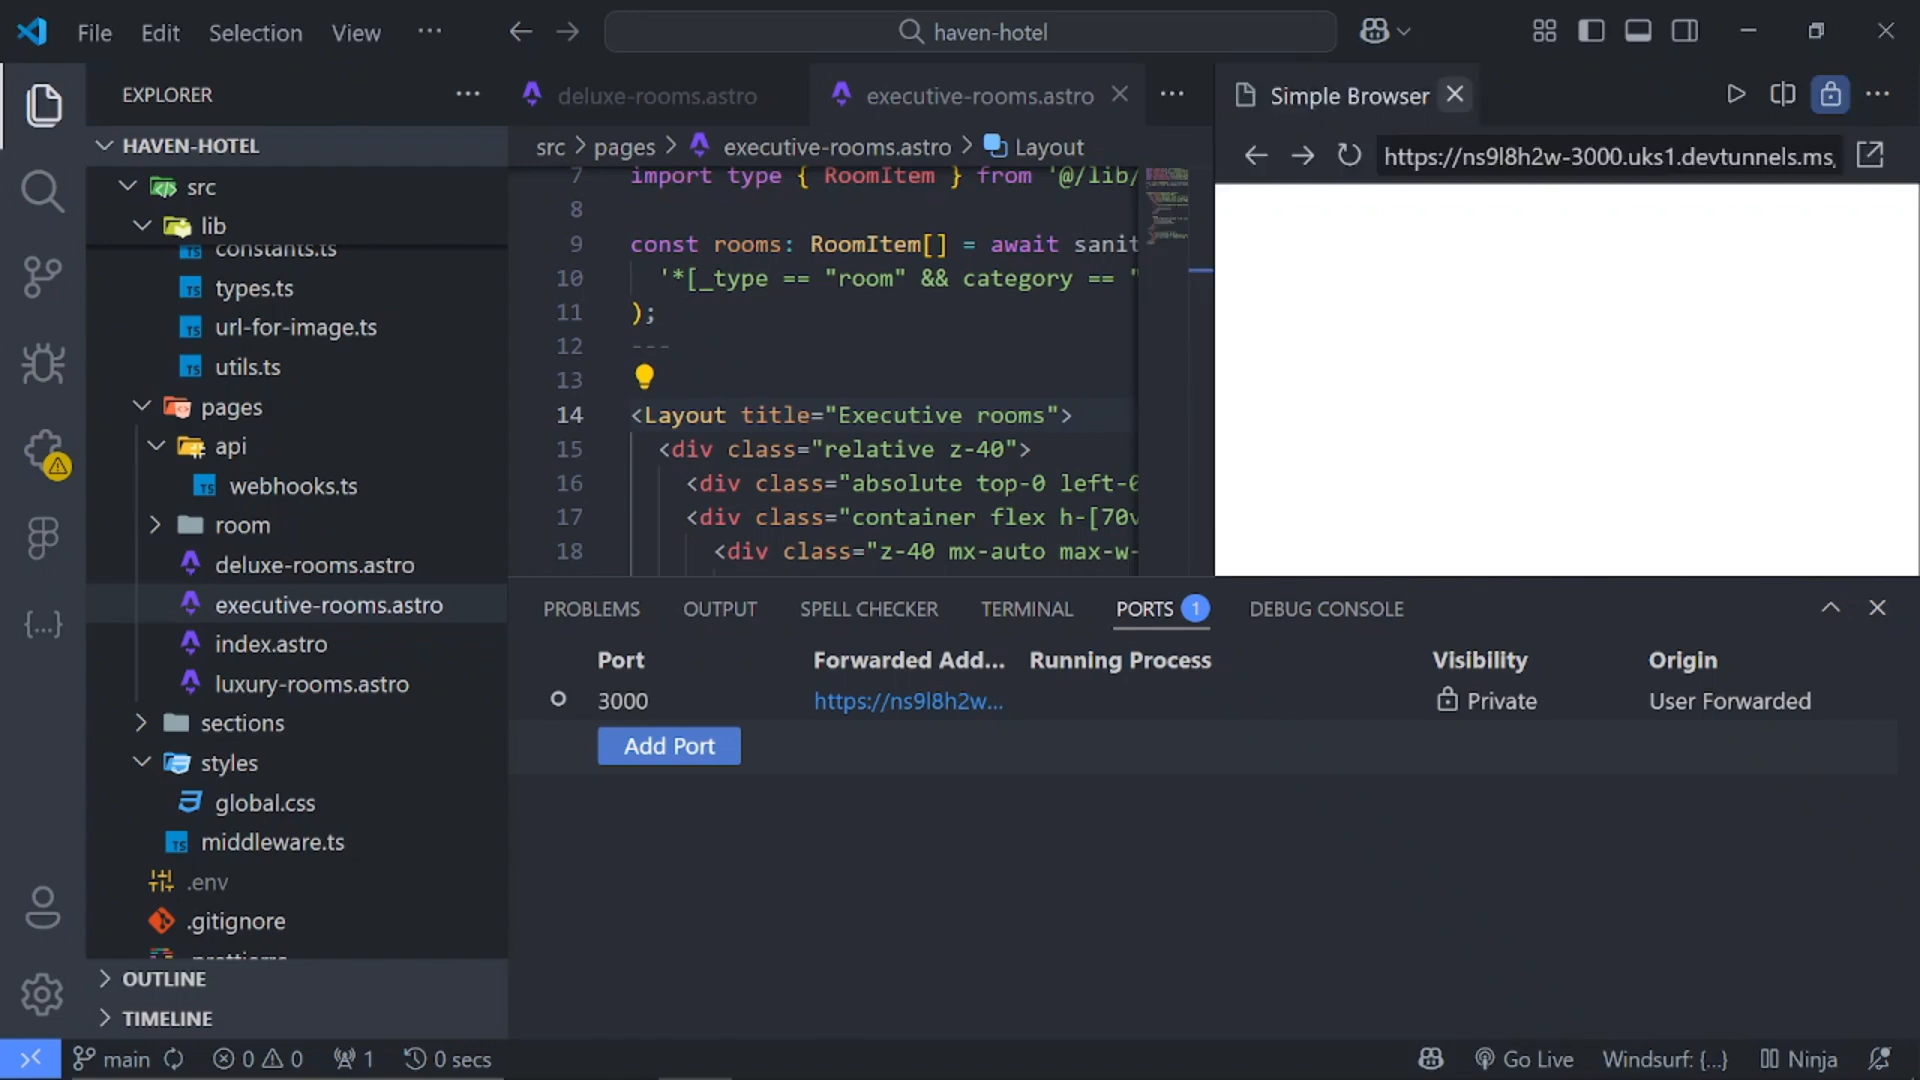 File Edit Selection View ···
haven-hotel
EXPLORER
HAVEN-HOTEL
src
lib
constants.ts
types.ts
url-for-image.ts
utils.ts
pages
api
webhooks.ts
room
deluxe-rooms.astro
executive-rooms.astro
index.astro
luxury-rooms.astro
sections
styles
global.css
middleware.ts
.env
.gitignore
OUTLINE
TIMELINE
deluxe-rooms.astro executive-rooms.astro
src > pages > executive-rooms.astro > Layout
7 import type { RoomItem } from '@/lib/
8
9 const rooms: RoomItem[] = await sanit
10 '*[_type == "room" && category == "
11 );
12 ---
13
14 <Layout title="Executive rooms">
15 <div class="relative z-40">
16 <div class="absolute top-0 left-0
17 <div class="container flex h-[70v
18 <div class="z-40 mx-auto max-w-
Simple Browser
https://ns9l8h2w-3000.uks1.devtunnels.ms,
PROBLEMS OUTPUT SPELL CHECKER TERMINAL PORTS 1 DEBUG CONSOLE
Port Forwarded Add... Running Process Visibility Origin
3000 https://ns9l8h2w... Private User Forwarded
Add Port
main 0 0 1 0 secs Go Live Windsurf: {...} Ninja